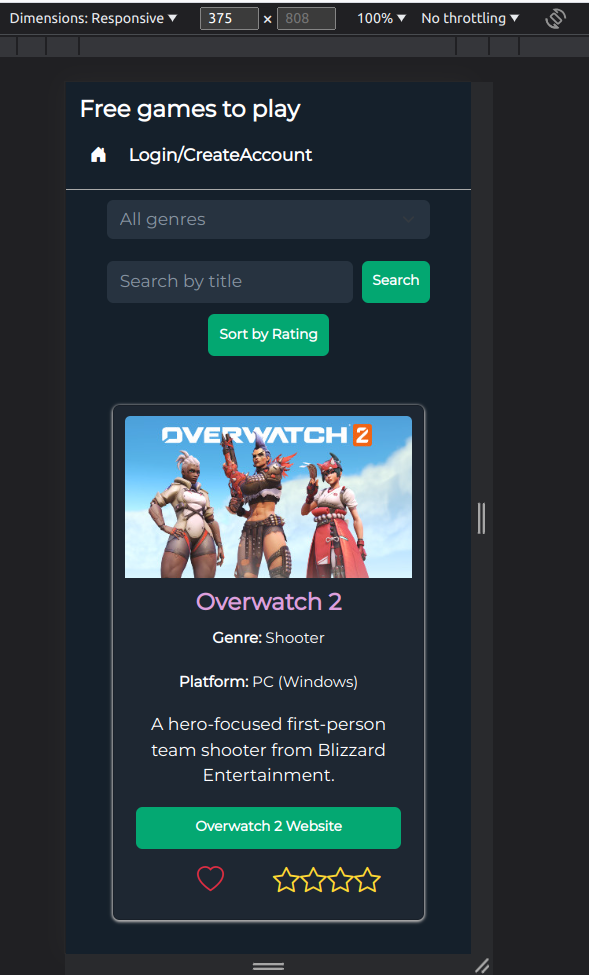 Dimensions: Responsive ▼ 375 × 808 100% ▼ No throttling ▼
Free games to play
Login/CreateAccount
All genres
Search by title Search
Sort by Rating
OVERWATCH 2
Overwatch 2
Genre: Shooter
Platform: PC (Windows)
A hero-focused first-person
team shooter from Blizzard
Entertainment.
Overwatch 2 Website